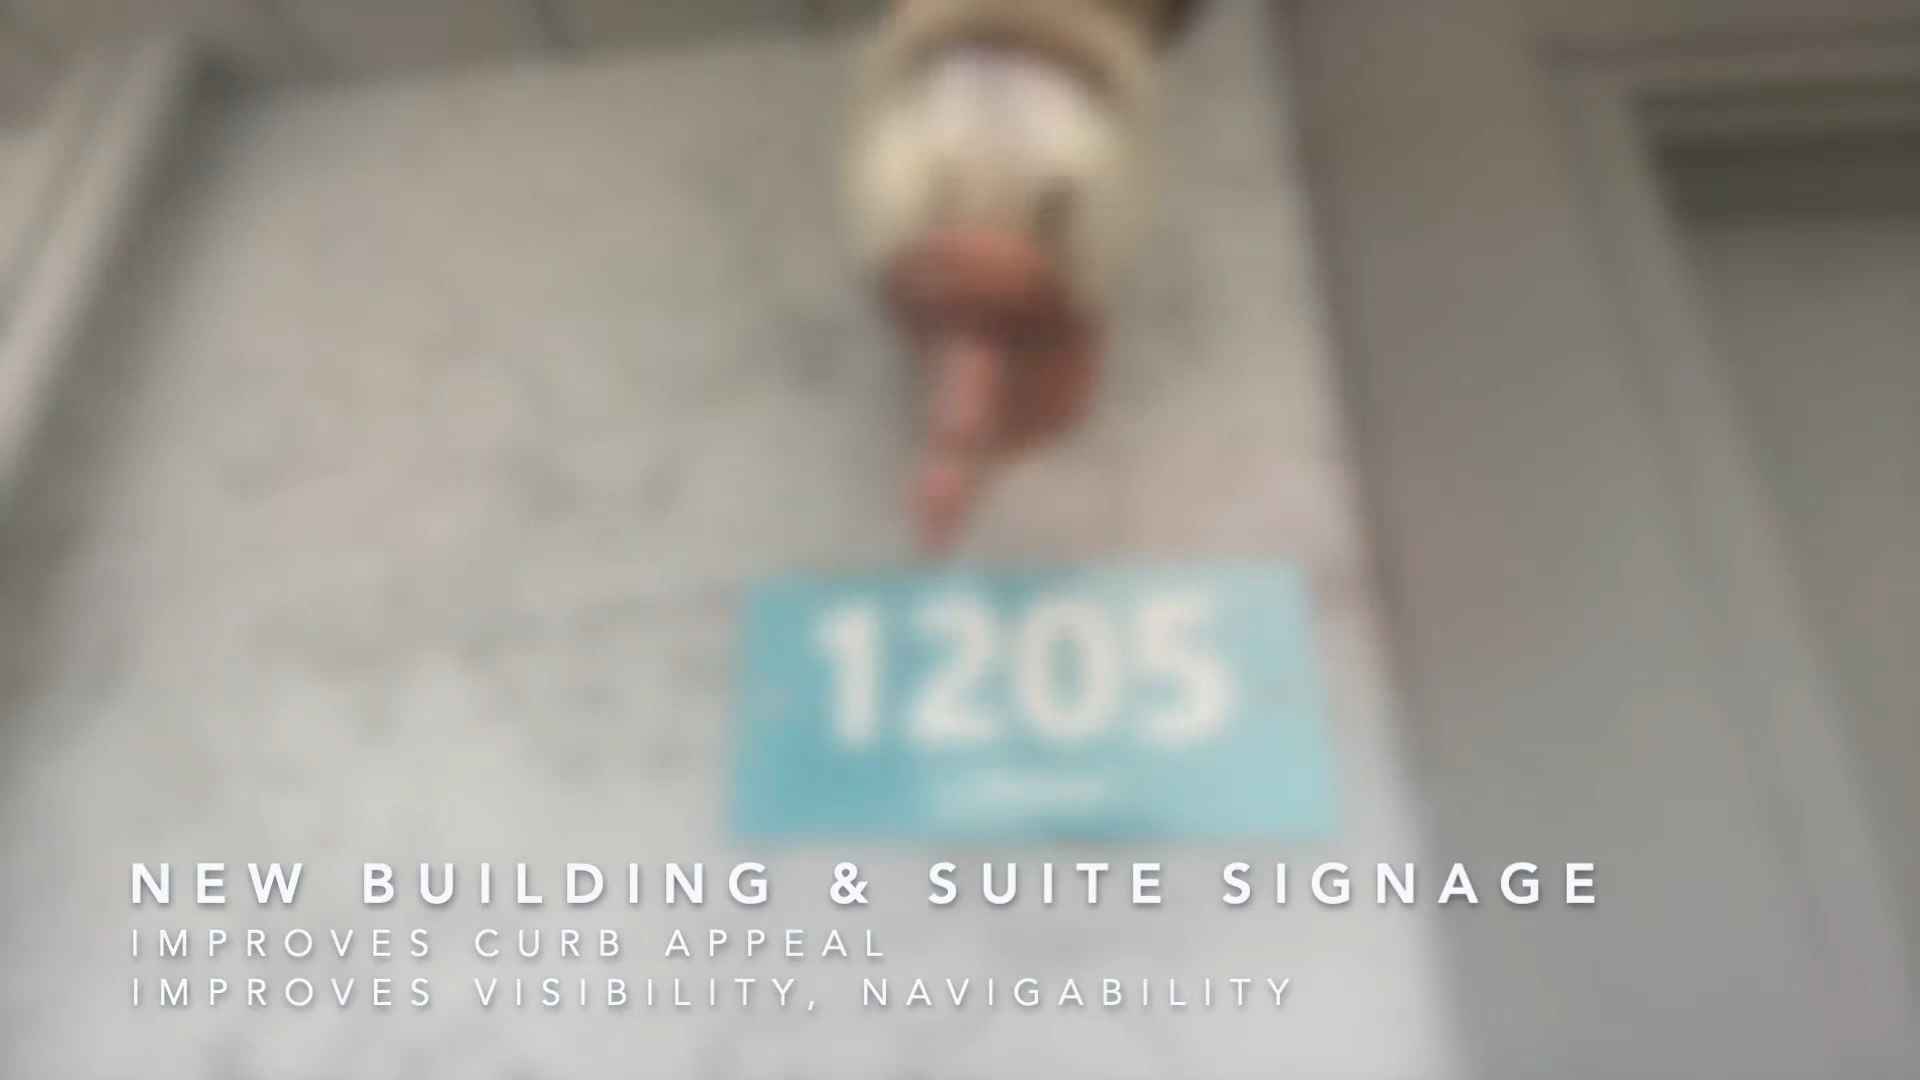 1205
NEW BUILDING & SUITE SIGNAGE
IMPROVES CURB APPEAL
IMPROVES VISIBILITY, NAVIGABILITY